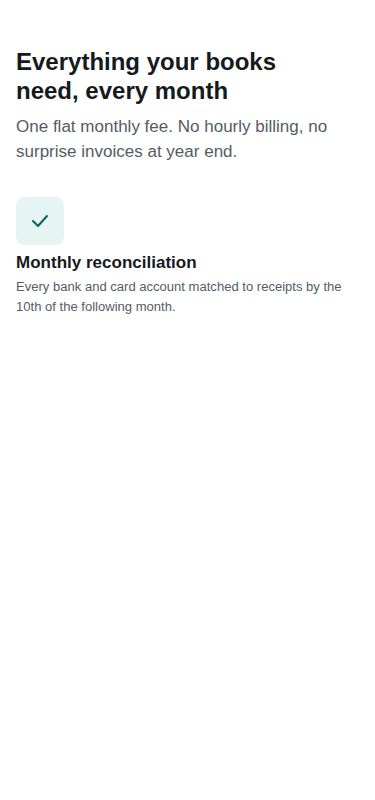 Everything your books
need, every month
One flat monthly fee. No hourly billing, no
surprise invoices at year end.
Monthly reconciliation
Every bank and card account matched to receipts by the
10th of the following month.